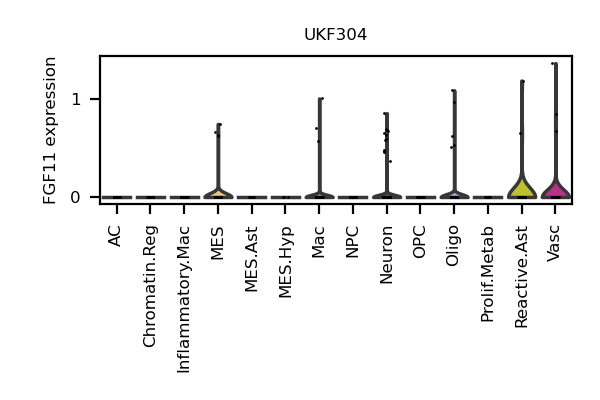 UKF304
FGF11 expression
1
0
AC
Chromatin.Reg
Inflammatory.Mac
MES
MES.Ast
MES.Hyp
Mac
NPC
Neuron
OPC
Oligo
Prolif.Metab
Reactive.Ast
Vasc